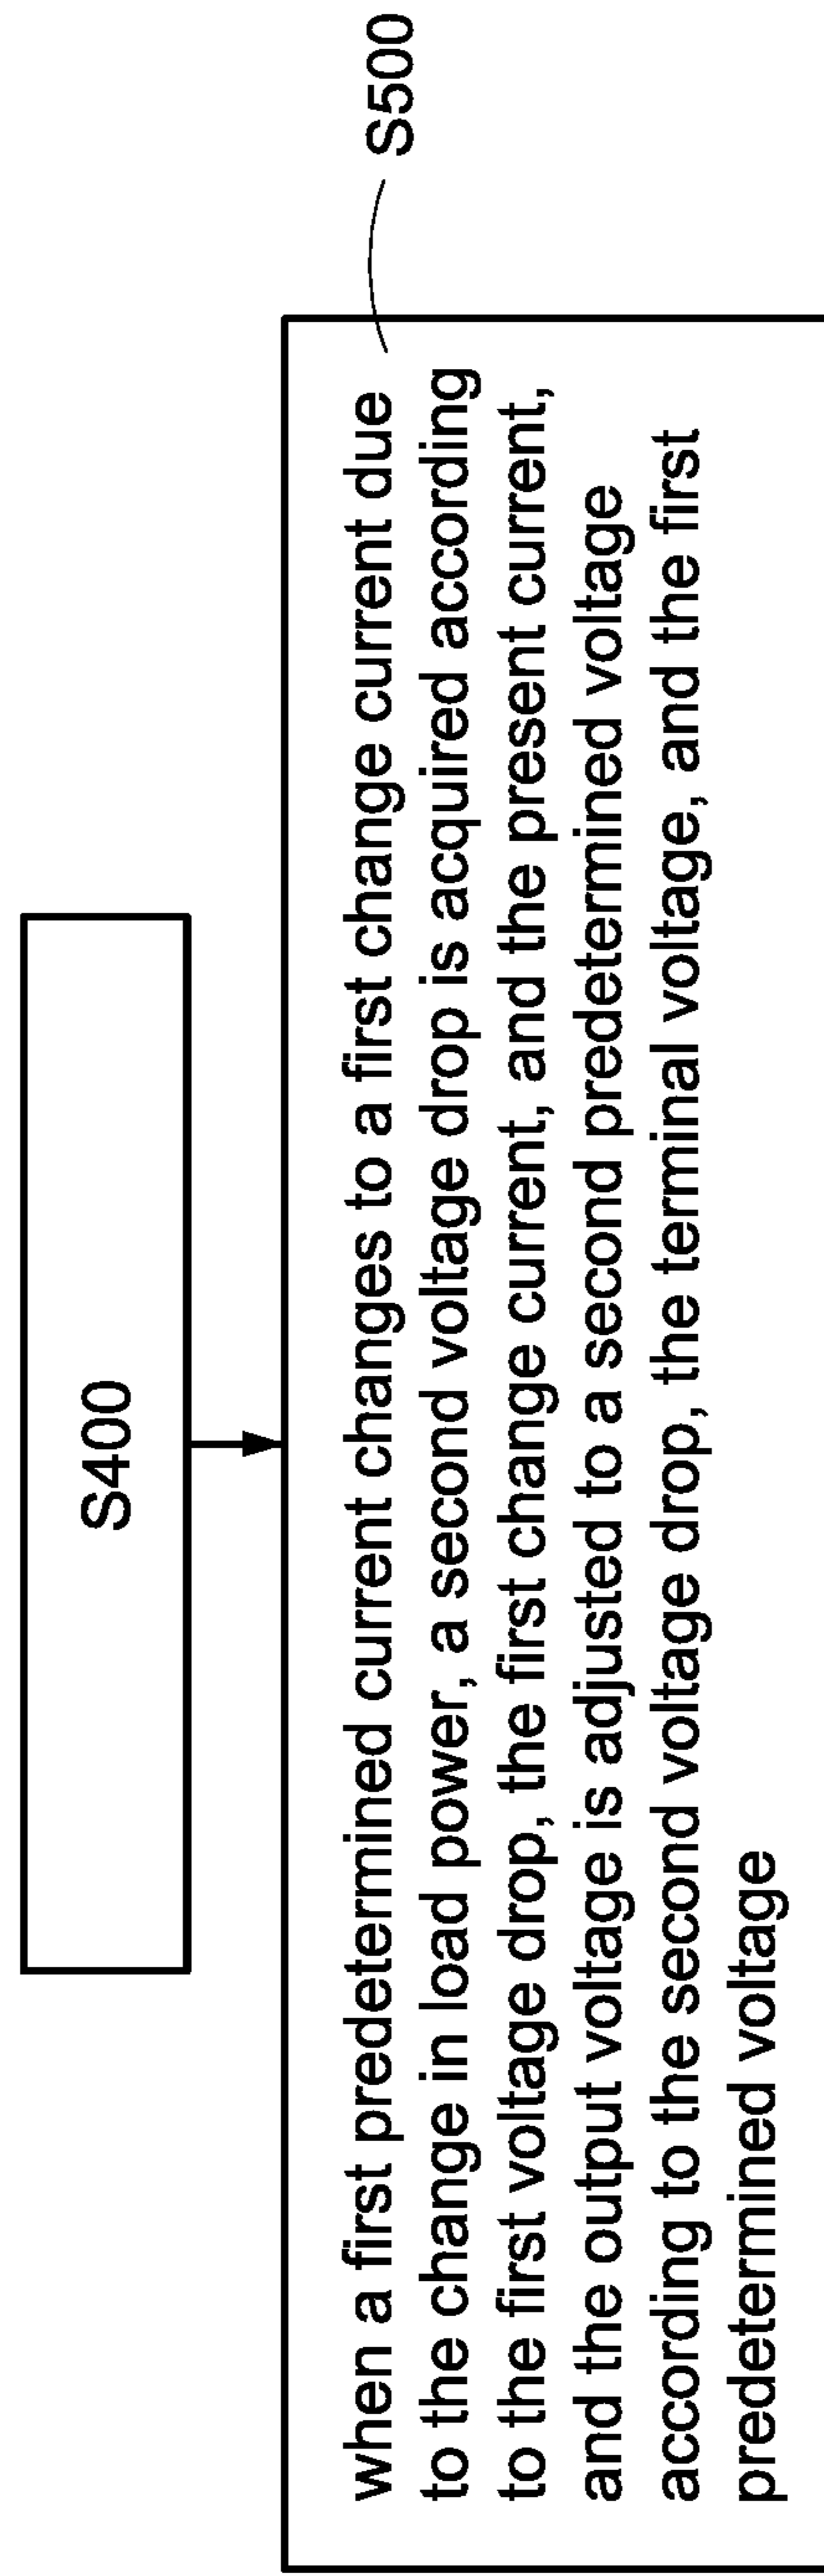 S400
S500
when a first predetermined current changes to a first change current due
to the change in load power, a second voltage drop is acquired according
to the first voltage drop, the first change current, and the present current,
and the output voltage is adjusted to a second predetermined voltage
according to the second voltage drop, the terminal voltage, and the first
predetermined voltage